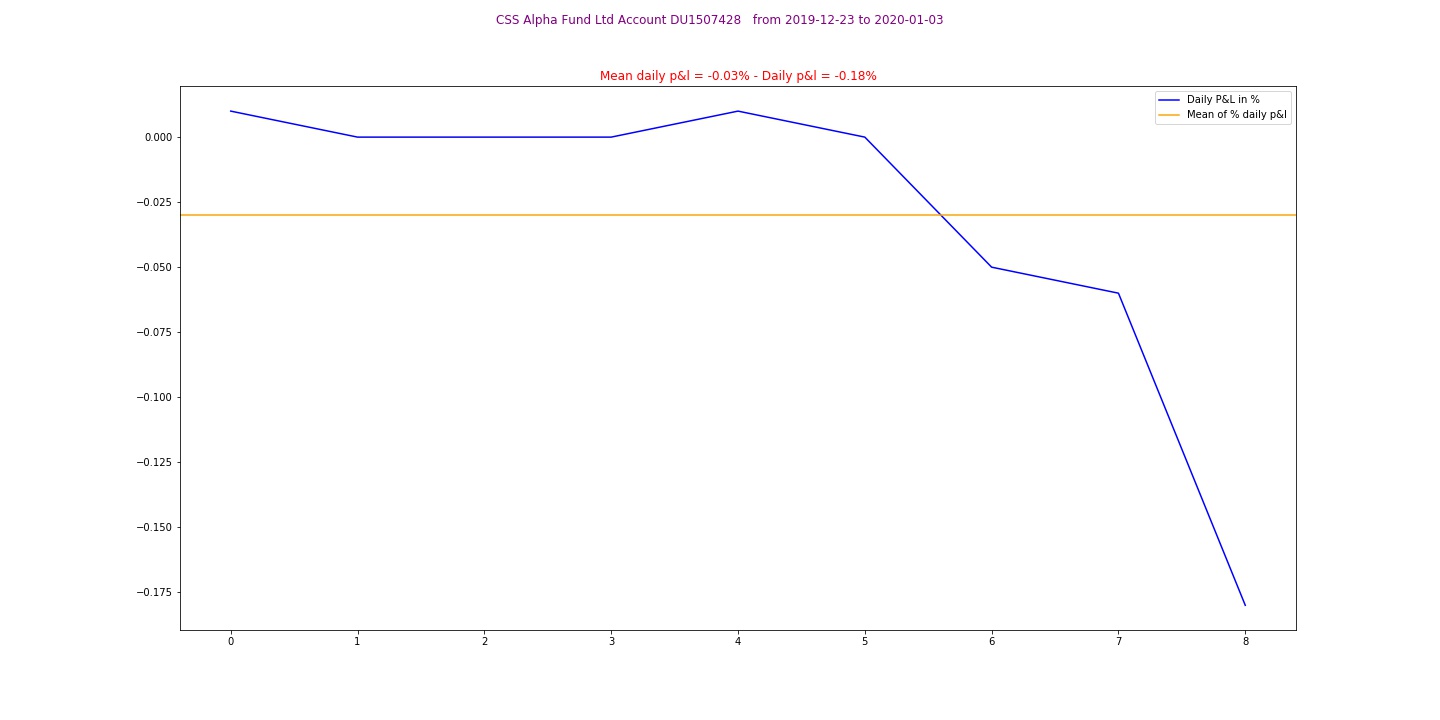 CSS Alpha Fund Ltd Account DU1507428   from 2019-12-23 to 2020-01-03
Mean daily p&l = -0.03% - Daily p&l = -0.18%
Daily P&L in %
Mean of % daily p&l
0.000
−0.025
−0.050
−0.075
−0.100
−0.125
−0.150
−0.175
0 1 2 3 4 5 6 7 8